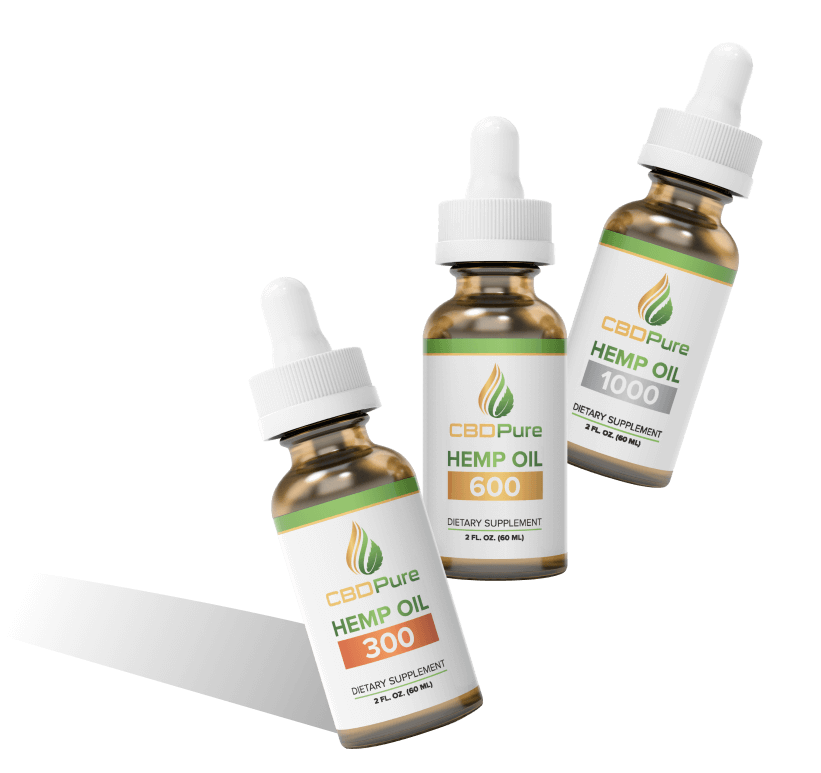 CBDPure
HEMP OIL
300
DIETARY SUPPLEMENT
2 FL. OZ. (60 ML)
CBDPure
HEMP OIL
600
DIETARY SUPPLEMENT
2 FL. OZ. (60 ML)
CBDPure
HEMP OIL
1000
DIETARY SUPPLEMENT
2 FL. OZ. (60 ML)